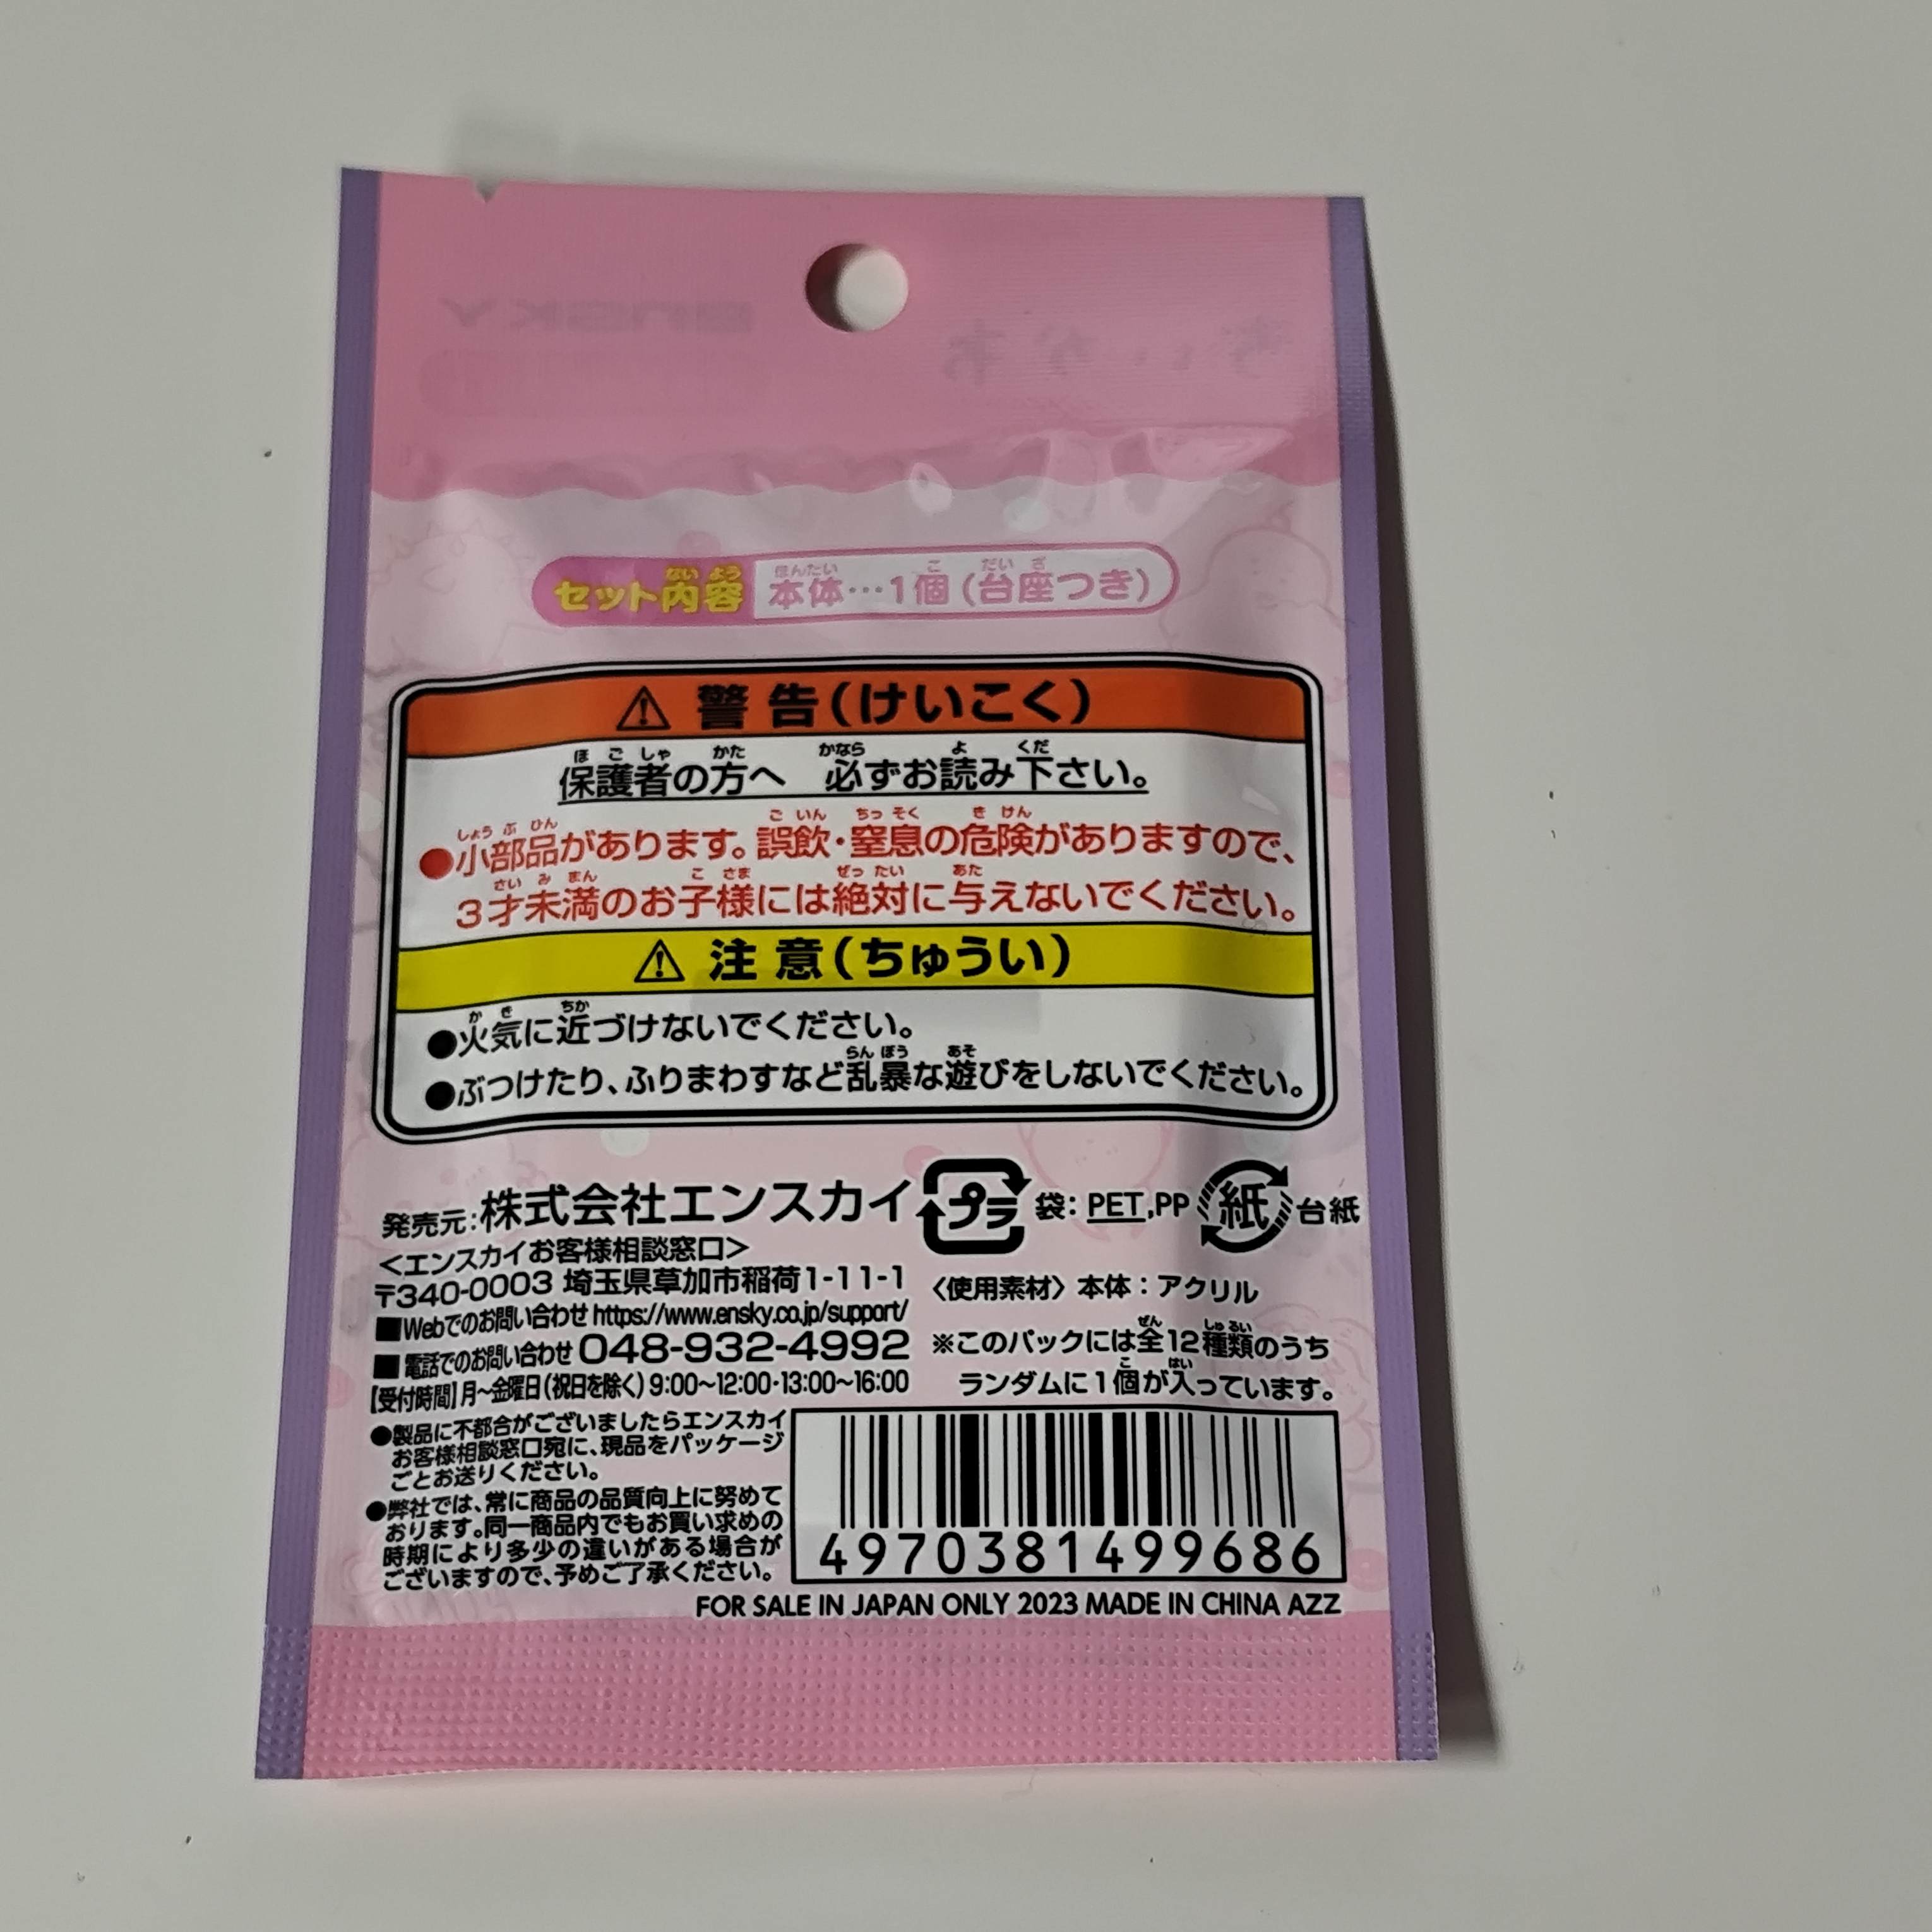 セット内容 本体…1個(台座つき)
⚠ 警告(けいこく)
保護者の方へ 必ずお読み下さい。
●小部品があります。誤飲・窒息の危険がありますので、
3才未満のお子様には絶対に与えないでください。
⚠ 注意(ちゅうい)
●火気に近づけないでください。
●ぶつけたり、ふりまわすなど乱暴な遊びをしないでください。
発売元:株式会社エンスカイ
プラ 袋: PET,PP 紙 台紙
<エンスカイお客様相談窓口>
〒340-0003 埼玉県草加市稲荷1-11-1
■Webでのお問い合わせ https://www.ensky.co.jp/support/
■電話でのお問い合わせ 048-932-4992
【受付時間】月~金曜日(祝日を除く)9:00~12:00・13:00~16:00
〈使用素材〉本体:アクリル
※このパックには全12種類のうち
ランダムに1個が入っています。
●製品に不都合がございましたらエンスカイ
お客様相談窓口宛に、現品をパッケージ
ごとお送りください。
●弊社では、常に商品の品質向上に努めて
おります。同一商品内でもお買い求めの
時期により多少の違いがある場合が
ございますので、予めご了承ください。
4970381499686
FOR SALE IN JAPAN ONLY 2023 MADE IN CHINA AZZ